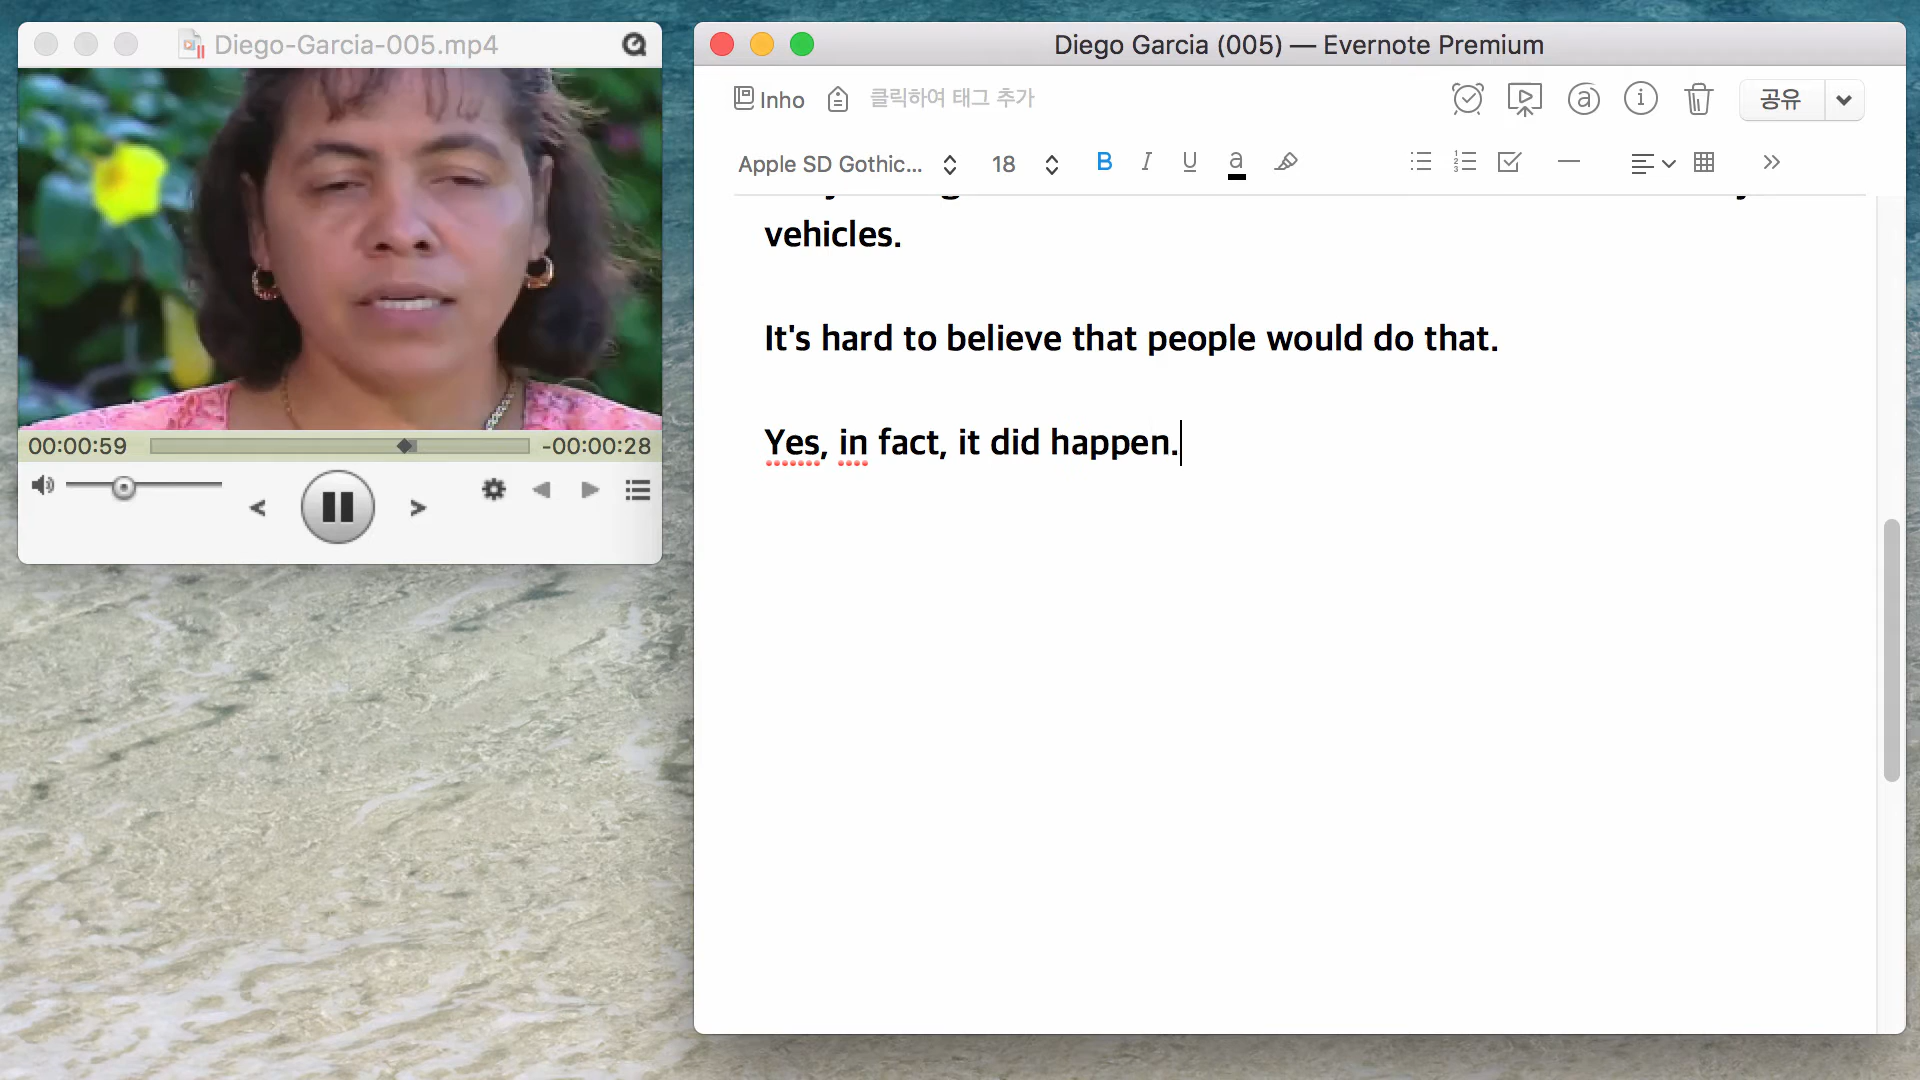 Diego-Garcia-005.mp4
00:00:59
-00:00:28
Diego Garcia (005) — Evernote Premium
Inho
클릭하여 태그 추가
공유
Apple SD Gothic...
18
B I U a
vehicles.
It's hard to believe that people would do that.
Yes, in fact, it did happen.